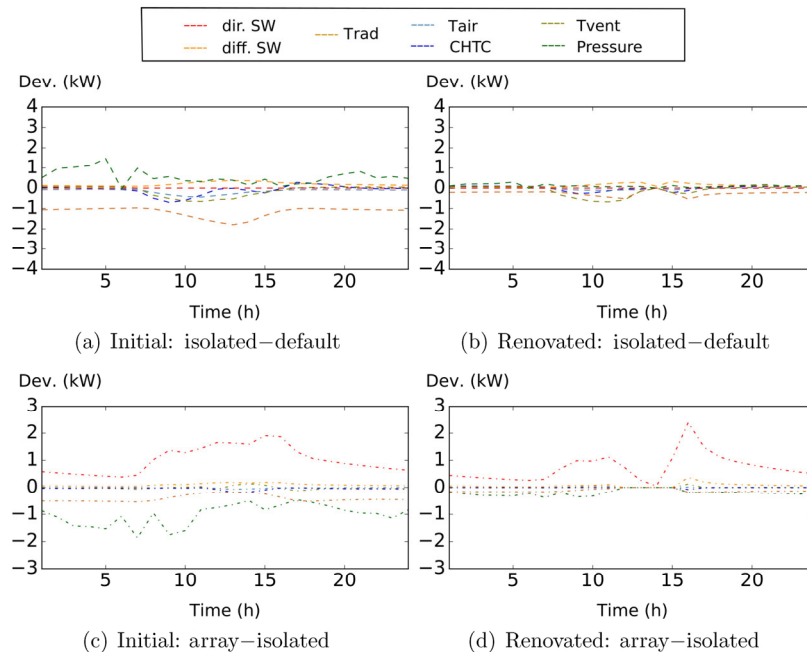 dir. SW
diff. SW
Trad
Tair
CHTC
Tvent
Pressure
Dev. (kW)
Dev. (kW)
4
3
2
1
0
−1
−2
−3
−4
5 10 15 20
Time (h)
4
3
2
1
0
−1
−2
−3
−4
5 10 15 20
Time (h)
(a) Initial: isolated−default
(b) Renovated: isolated−default
Dev. (kW)
Dev. (kW)
3
2
1
0
−1
−2
−3
5 10 15 20
Time (h)
3
2
1
0
−1
−2
−3
5 10 15 20
Time (h)
(c) Initial: array−isolated
(d) Renovated: array−isolated